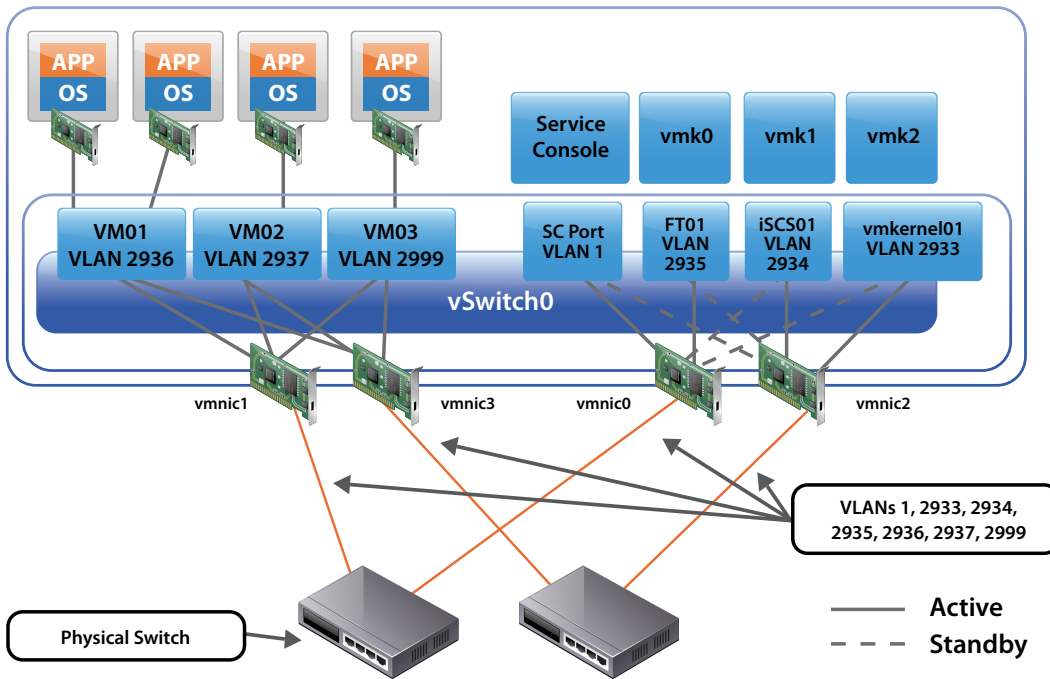 APP
OS
APP
OS
APP
OS
APP
OS
Service
Console
vmk0
vmk1
vmk2
VM01
VLAN 2936
VM02
VLAN 2937
VM03
VLAN 2999
SC Port
VLAN 1
FT01
VLAN
2935
iSCS01
VLAN
2934
vmkernel01
VLAN 2933
vSwitch0
vmnic1
vmnic3
vmnic0
vmnic2
VLANs 1, 2933, 2934,
2935, 2936, 2937, 2999
Physical Switch
Active
Standby